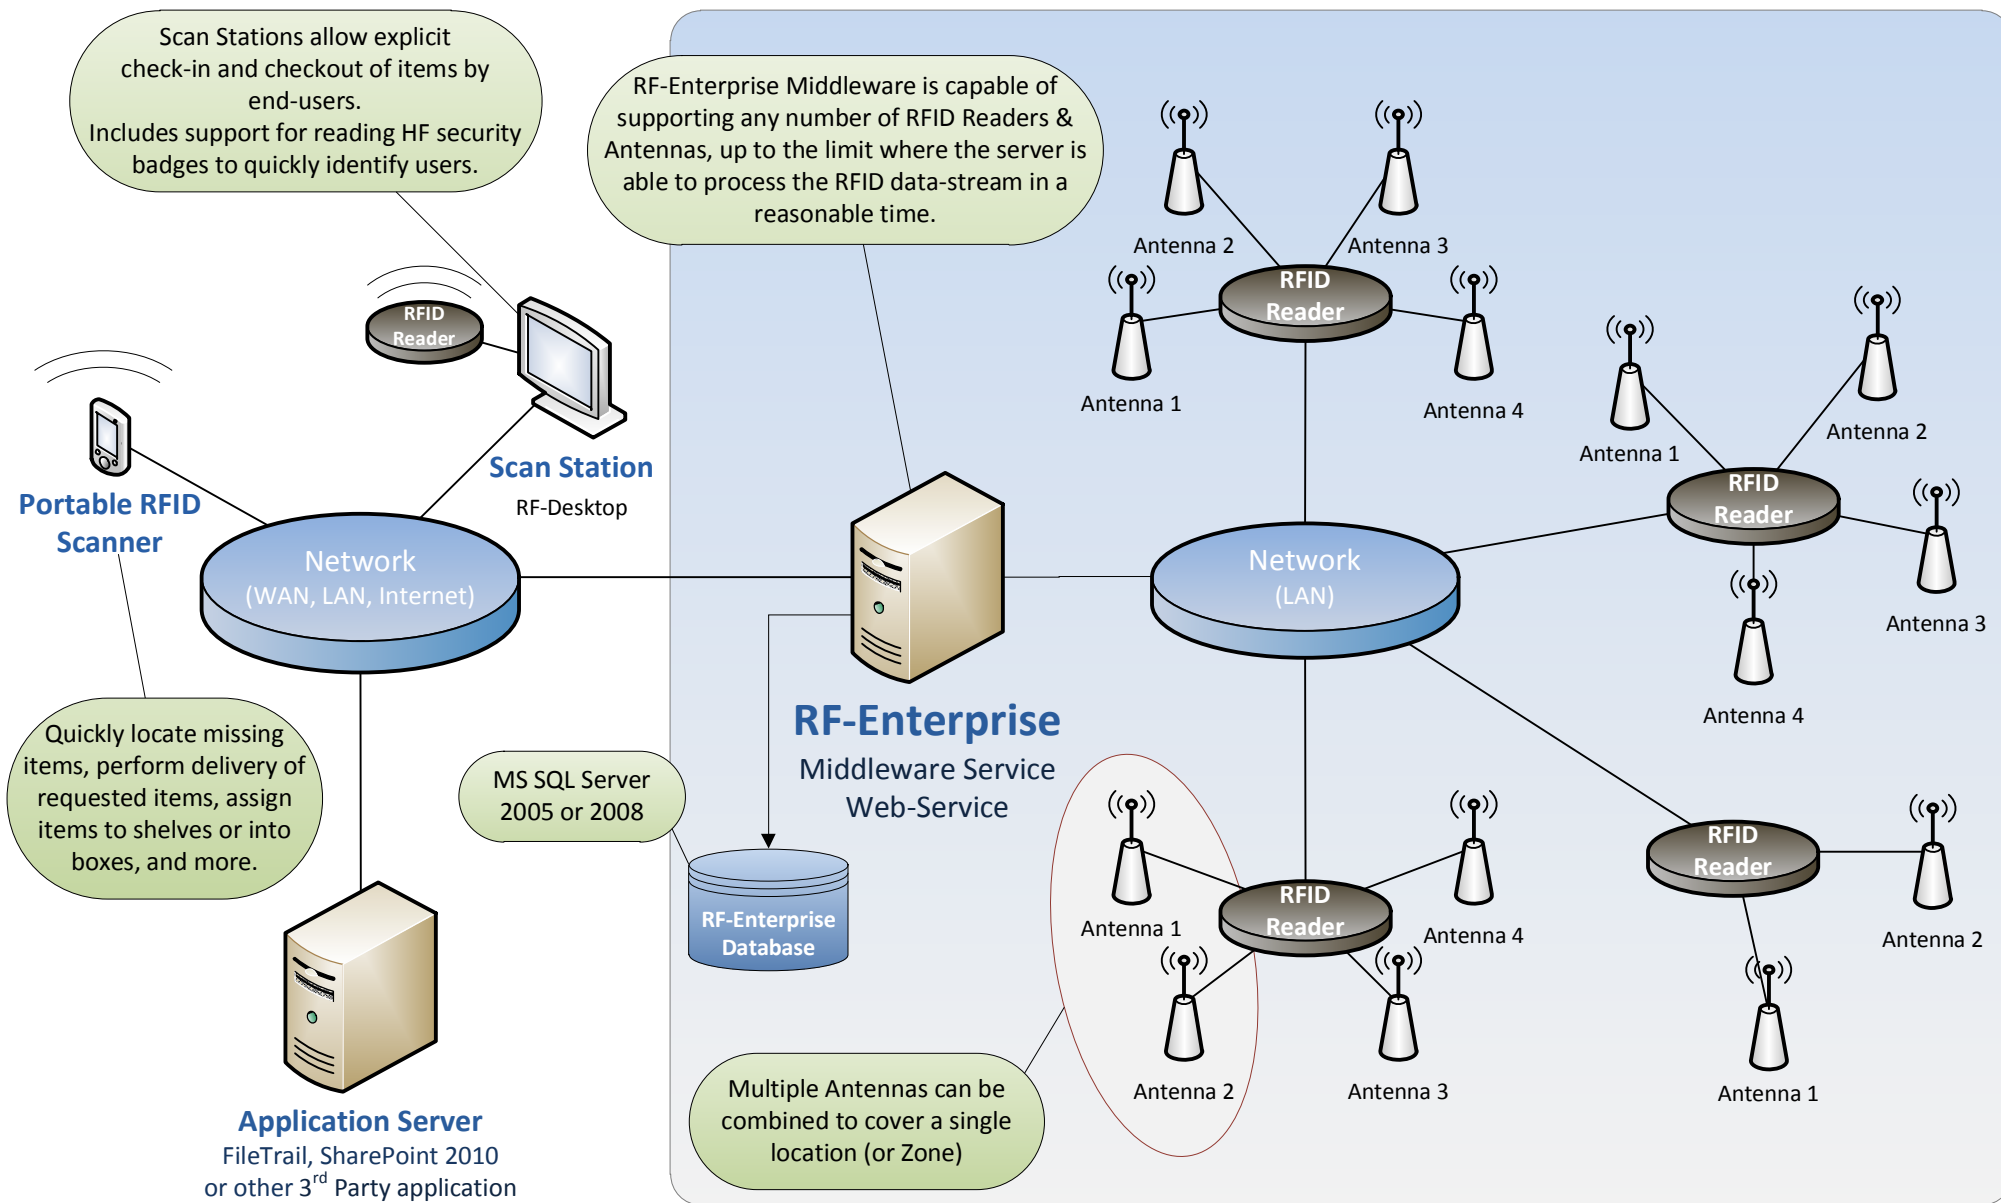 Scan Stations allow explicit
check-in and checkout of items by
end-users.
Includes support for reading HF security
badges to quickly identify users.
RF-Enterprise Middleware is capable of
supporting any number of RFID Readers &
Antennas, up to the limit where the server is
able to process the RFID data-stream in a
reasonable time.
RFID
Reader
Scan Station
RF-Desktop
Portable RFID
Scanner
Network
(WAN, LAN, Internet)
Quickly locate missing
items, perform delivery of
requested items, assign
items to shelves or into
boxes, and more.
Application Server
FileTrail, SharePoint 2010
or other 3rd Party application
RF-Enterprise
Middleware Service
Web-Service
MS SQL Server
2005 or 2008
RF-Enterprise
Database
Network
(LAN)
Antenna 2
Antenna 3
RFID
Reader
Antenna 1
Antenna 4
Antenna 1
Antenna 2
RFID
Reader
Antenna 3
Antenna 4
Antenna 1
RFID
Reader
Antenna 4
Antenna 2
Antenna 3
RFID
Reader
Antenna 2
Antenna 1
Multiple Antennas can be
combined to cover a single
location (or Zone)